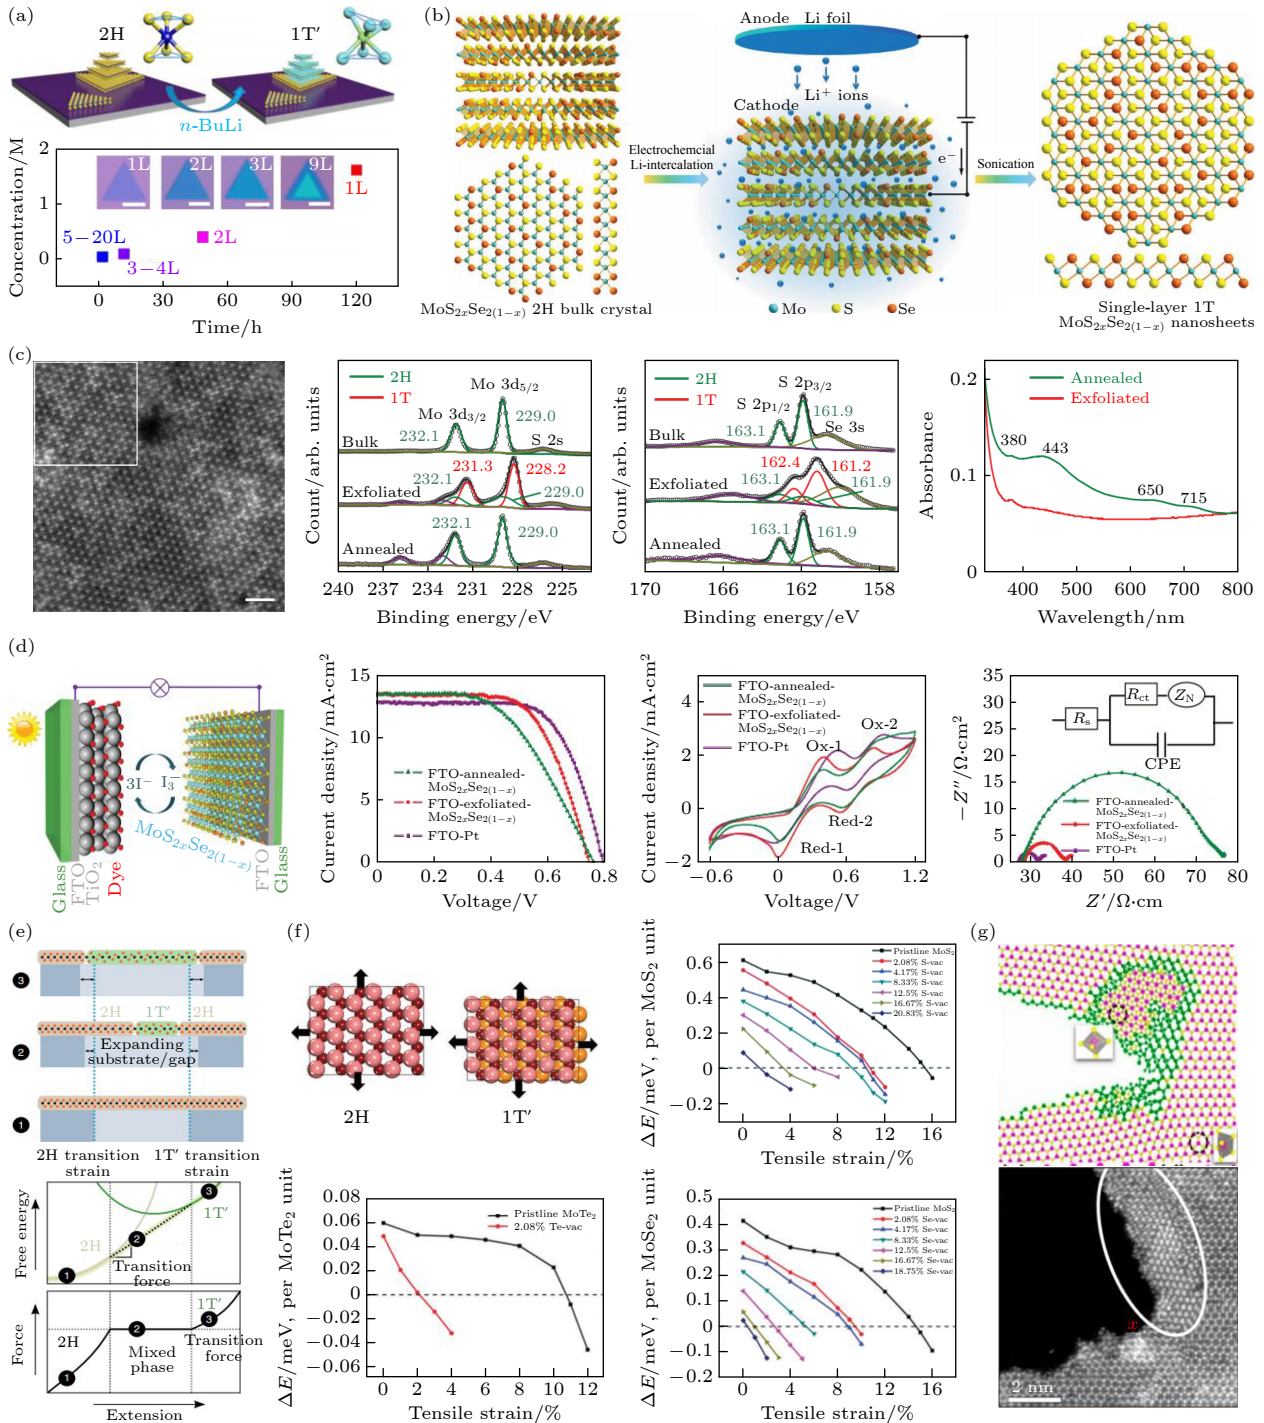 (a)
2H
1T′
n-BuLi
Concentration/M
2
1
0
1L
2L
3L
9L
1L
5−20L
2L
3−4L
0
30
60
90
120
Time/h
(b)
Anode Li foil
Li⁺ ions
Cathode
Electrochemcial
Li-intercalation
e⁻
Sonication
MoS₂ₓSe₂₍₁₋ₓ₎ 2H bulk crystal
Mo
S
Se
Single-layer 1T
MoS₂ₓSe₂₍₁₋ₓ₎ nanosheets
(c)
Count/arb. units
2H
1T
Mo 3d₅/₂
Mo 3d₃/₂
229.0
232.1
S 2s
Bulk
231.3
228.2
232.1
229.0
Exfoliated
232.1
229.0
Annealed
240
237
234
231
228
225
Binding energy/eV
Count/arb. units
2H
1T
S 2p₃/₂
S 2p₁/₂
161.9
163.1
Se 3s
Bulk
162.4
161.2
163.1
161.9
Exfoliated
163.1
161.9
Annealed
170
166
162
158
Binding energy/eV
Absorbance
0.2
0.1
0
Annealed
Exfoliated
380
443
650
715
400
500
600
700
800
Wavelength/nm
(d)
3I⁻
I₃⁻
MoS₂ₓSe₂₍₁₋ₓ₎
Glass
FTO
TiO₂
Dye
FTO
Glass
Current density/mA·cm²
15
10
5
0
FTO-annealed-
MoS₂ₓSe₂₍₁₋ₓ₎
FTO-exfoliated-
MoS₂ₓSe₂₍₁₋ₓ₎
FTO-Pt
0
0.2
0.4
0.6
0.8
Voltage/V
Current density/mA·cm²
4
2
0
−2
FTO-annealed-
MoS₂ₓSe₂₍₁₋ₓ₎
FTO-exfoliated-
MoS₂ₓSe₂₍₁₋ₓ₎
FTO-Pt
Ox-2
Ox-1
Red-2
Red-1
−0.6
0
0.6
1.2
Voltage/V
−Z″/Ω·cm²
35
30
25
20
15
10
5
0
Rct
ZN
Rs
CPE
FTO-annealed-
MoS₂ₓSe₂₍₁₋ₓ₎
FTO-exfoliated-
MoS₂ₓSe₂₍₁₋ₓ₎
FTO-Pt
30
40
50
60
70
80
Z′/Ω·cm
(e)
3
2H
1T′
2H
2
Expanding
substrate/gap
1
2H transition
strain
1T′ transition
strain
Free energy
2H
1T′
1
2
3
Transition
force
Force
2H
1T′
1
2
3
Mixed
phase
Transition
force
Extension
(f)
2H
1T′
ΔE/meV, per MoS₂ unit
0.6
0.4
0.2
0
−0.2
Pristline MoS₂
2.08% S-vac
4.17% S-vac
8.33% S-vac
12.5% S-vac
16.67% S-vac
20.83% S-vac
0
4
8
12
16
Tensile strain/%
ΔE/meV, per MoTe₂ unit
0.08
0.06
0.04
0.02
0
−0.02
−0.04
−0.06
Pristline MoTe₂
2.08% Te-vac
0
2
4
6
8
10
12
Tensile strain/%
ΔE/meV, per MoSe₂ unit
0.5
0.4
0.3
0.2
0.1
0
−0.1
−0.2
Pristline MoS₂
2.08% Se-vac
4.17% Se-vac
8.33% Se-vac
12.5% Se-vac
16.67% Se-vac
18.75% Se-vac
0
4
8
12
16
Tensile strain/%
(g)
x
2 nm